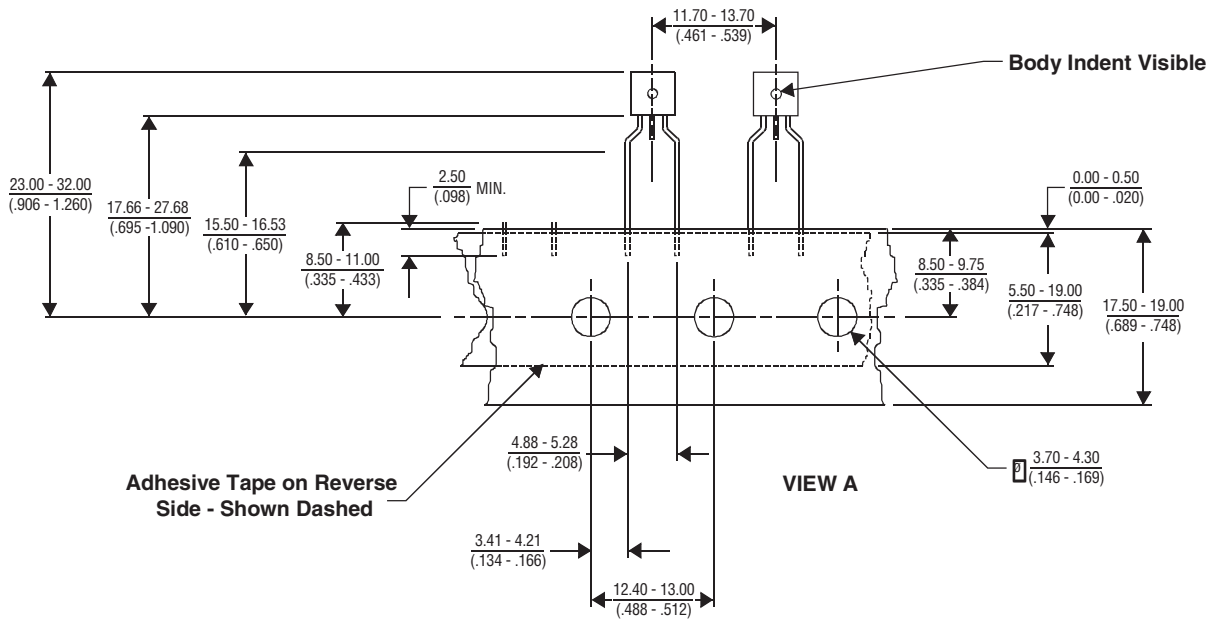 11.70 - 13.70
(.461 - .539)
Body Indent Visible
23.00 - 32.00
(.906 - 1.260)
17.66 - 27.68
(.695 -1.090)
15.50 - 16.53
(.610 - .650)
8.50 - 11.00
(.335 - .433)
2.50
(.098)
MIN.
0.00 - 0.50
(0.00 - .020)
8.50 - 9.75
(.335 - .384)
5.50 - 19.00
(.217 - .748)
17.50 - 19.00
(.689 - .748)
4.88 - 5.28
(.192 - .208)
Adhesive Tape on Reverse
Side - Shown Dashed
VIEW A
Ø 3.70 - 4.30
(.146 - .169)
3.41 - 4.21
(.134 - .166)
12.40 - 13.00
(.488 - .512)